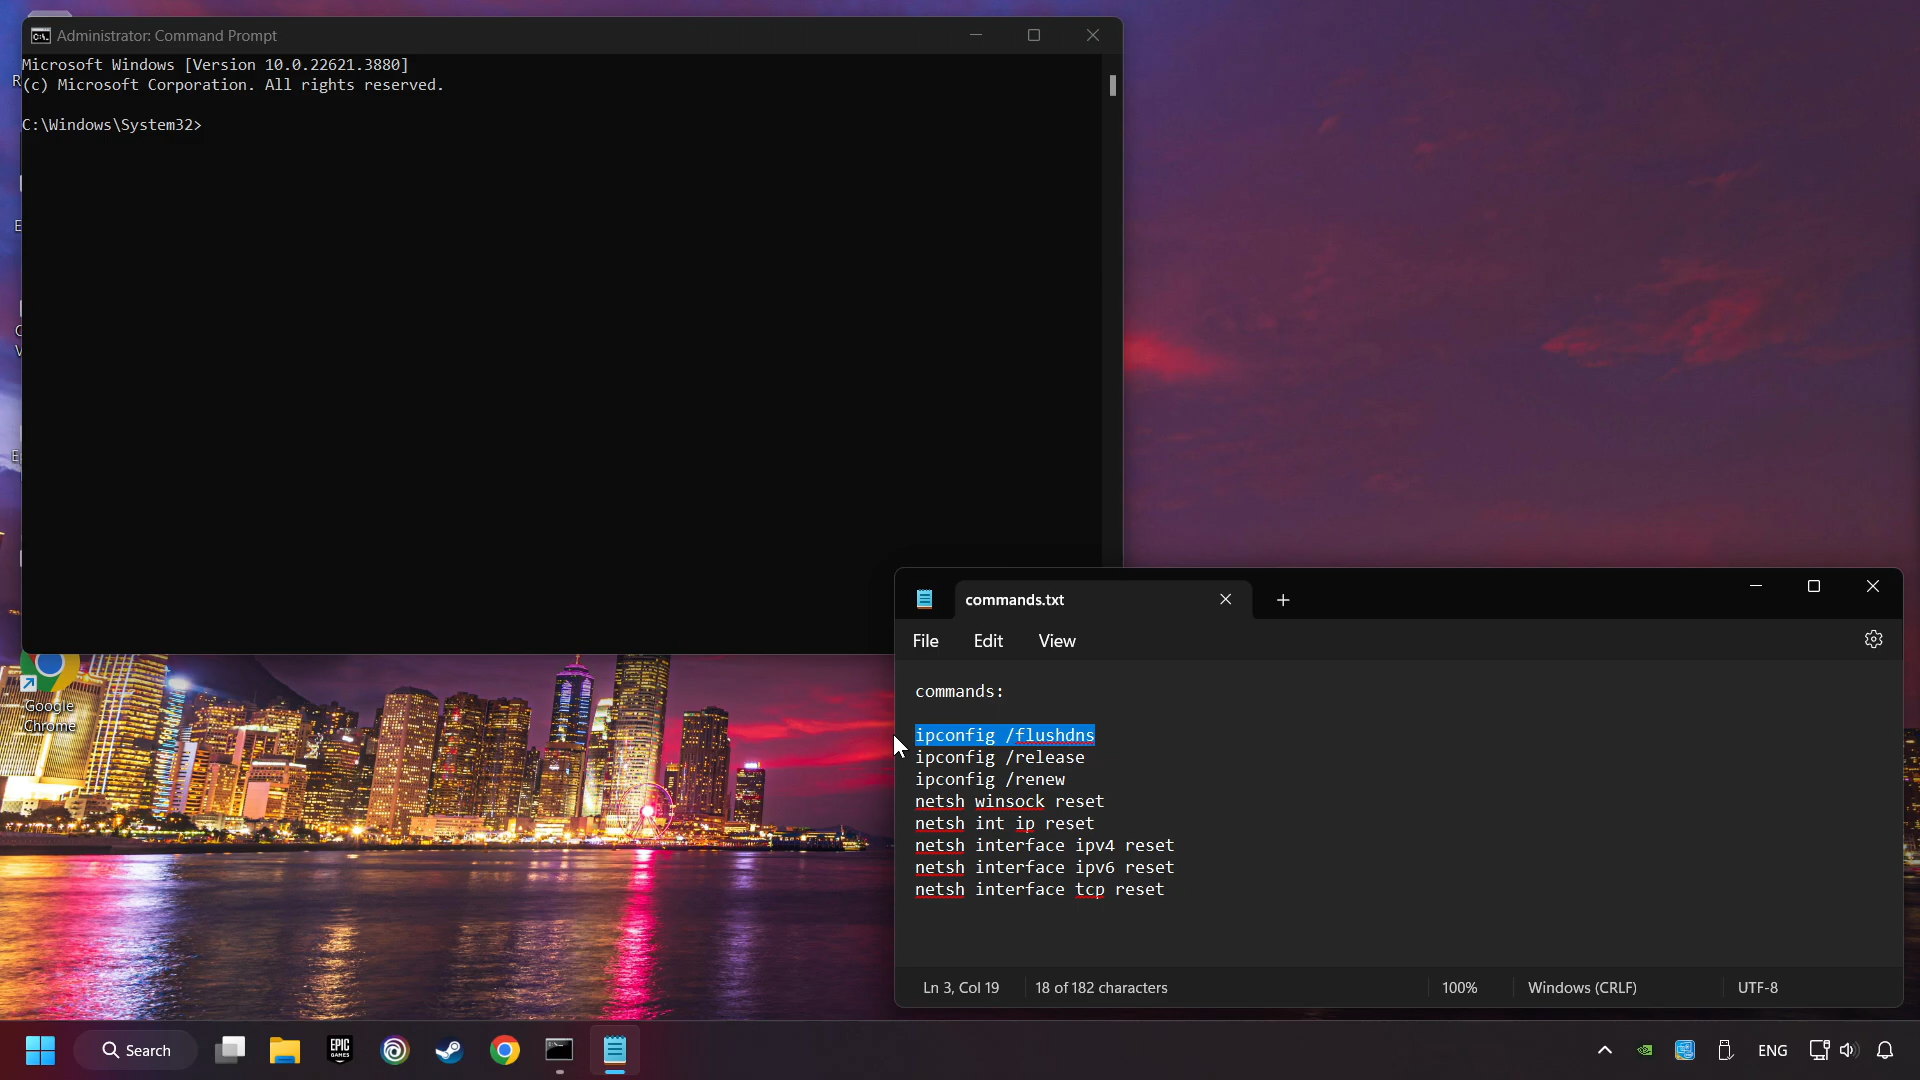 Administrator: Command Prompt
Microsoft Windows [Version 10.0.22621.3880]
(c) Microsoft Corporation. All rights reserved.
C:\Windows\System32>
Google
Chrome
commands.txt
File Edit View
commands:
ipconfig /flushdns
ipconfig /release
ipconfig /renew
netsh winsock reset
netsh int ip reset
netsh interface ipv4 reset
netsh interface ipv6 reset
netsh interface tcp reset
Ln 3, Col 19 18 of 182 characters 100% Windows (CRLF) UTF-8
Search EPIC GAMES ENG